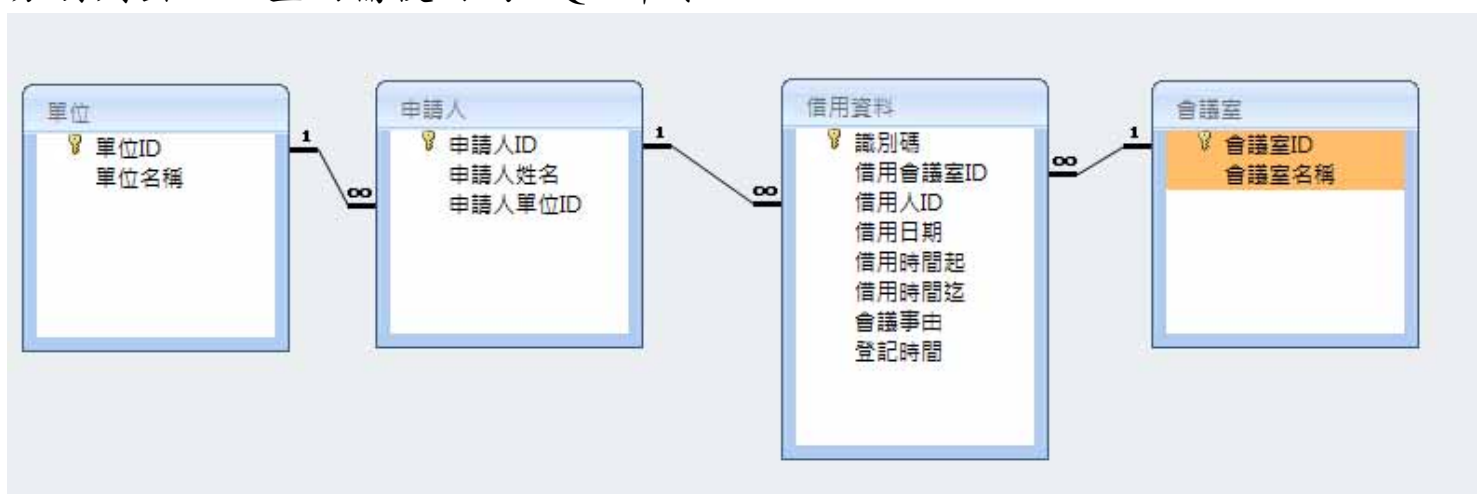 單位
單位ID
單位名稱
1
∞
申請人
申請人ID
申請人姓名
申請人單位ID
1
∞
借用資料
識別碼
借用會議室ID
借用人ID
借用日期
借用時間起
借用時間迄
會議事由
登記時間
∞
1
會議室
會議室ID
會議室名稱